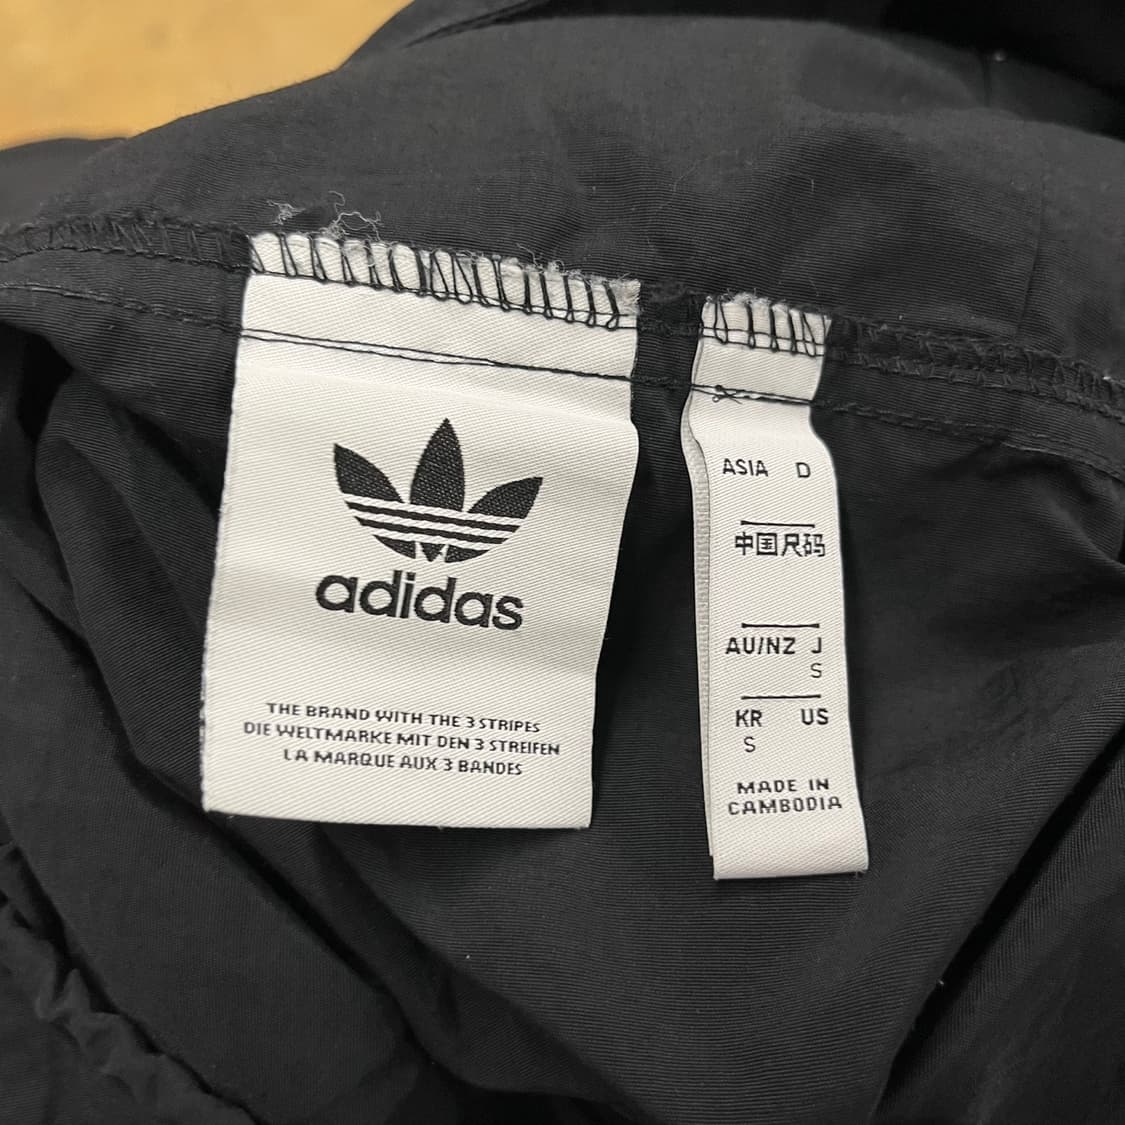 adidas
THE BRAND WITH THE 3 STRIPES
DIE WELTMARKE MIT DEN 3 STREIFEN
LA MARQUE AUX 3 BANDES
ASIA D
中国尺码
AU/NZ J
S
KR US
S
MADE IN
CAMBODIA